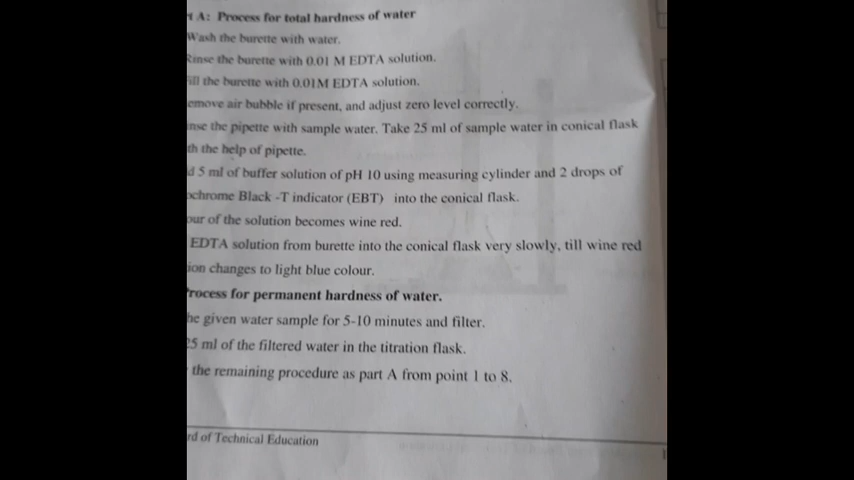 A: Process for total hardness of water
Wash the burette with water.
Rinse the burette with 0.01 M EDTA solution.
ill the burette with 0.01M EDTA solution.
emove air bubble if present, and adjust zero level correctly.
nse the pipette with sample water. Take 25 ml of sample water in conical flask
th the help of pipette.
d 5 ml of buffer solution of pH 10 using measuring cylinder and 2 drops of
ochrome Black -T indicator (EBT) into the conical flask.
our of the solution becomes wine red.
EDTA solution from burette into the conical flask very slowly, till wine red
ion changes to light blue colour.
Process for permanent hardness of water.
he given water sample for 5-10 minutes and filter.
25 ml of the filtered water in the titration flask.
the remaining procedure as part A from point 1 to 8.
rd of Technical Education